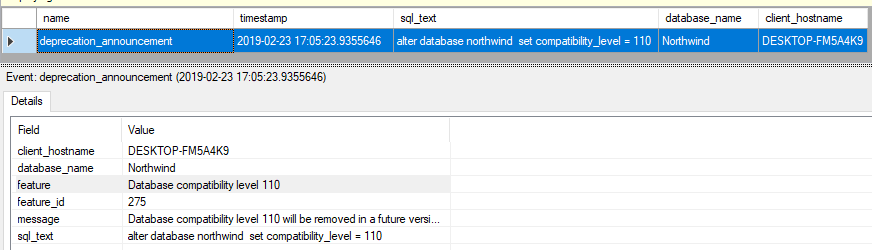 name timestamp sql_text database_name client_hostname
deprecation_announcement 2019-02-23 17:05:23.9355646 alter database northwind  set compatibility_level = 110 Northwind DESKTOP-FM5A4K9
Event: deprecation_announcement (2019-02-23 17:05:23.9355646)
Details
Field Value
client_hostname DESKTOP-FM5A4K9
database_name Northwind
feature Database compatibility level 110
feature_id 275
message Database compatibility level 110 will be removed in a future versi...
sql_text alter database northwind  set compatibility_level = 110